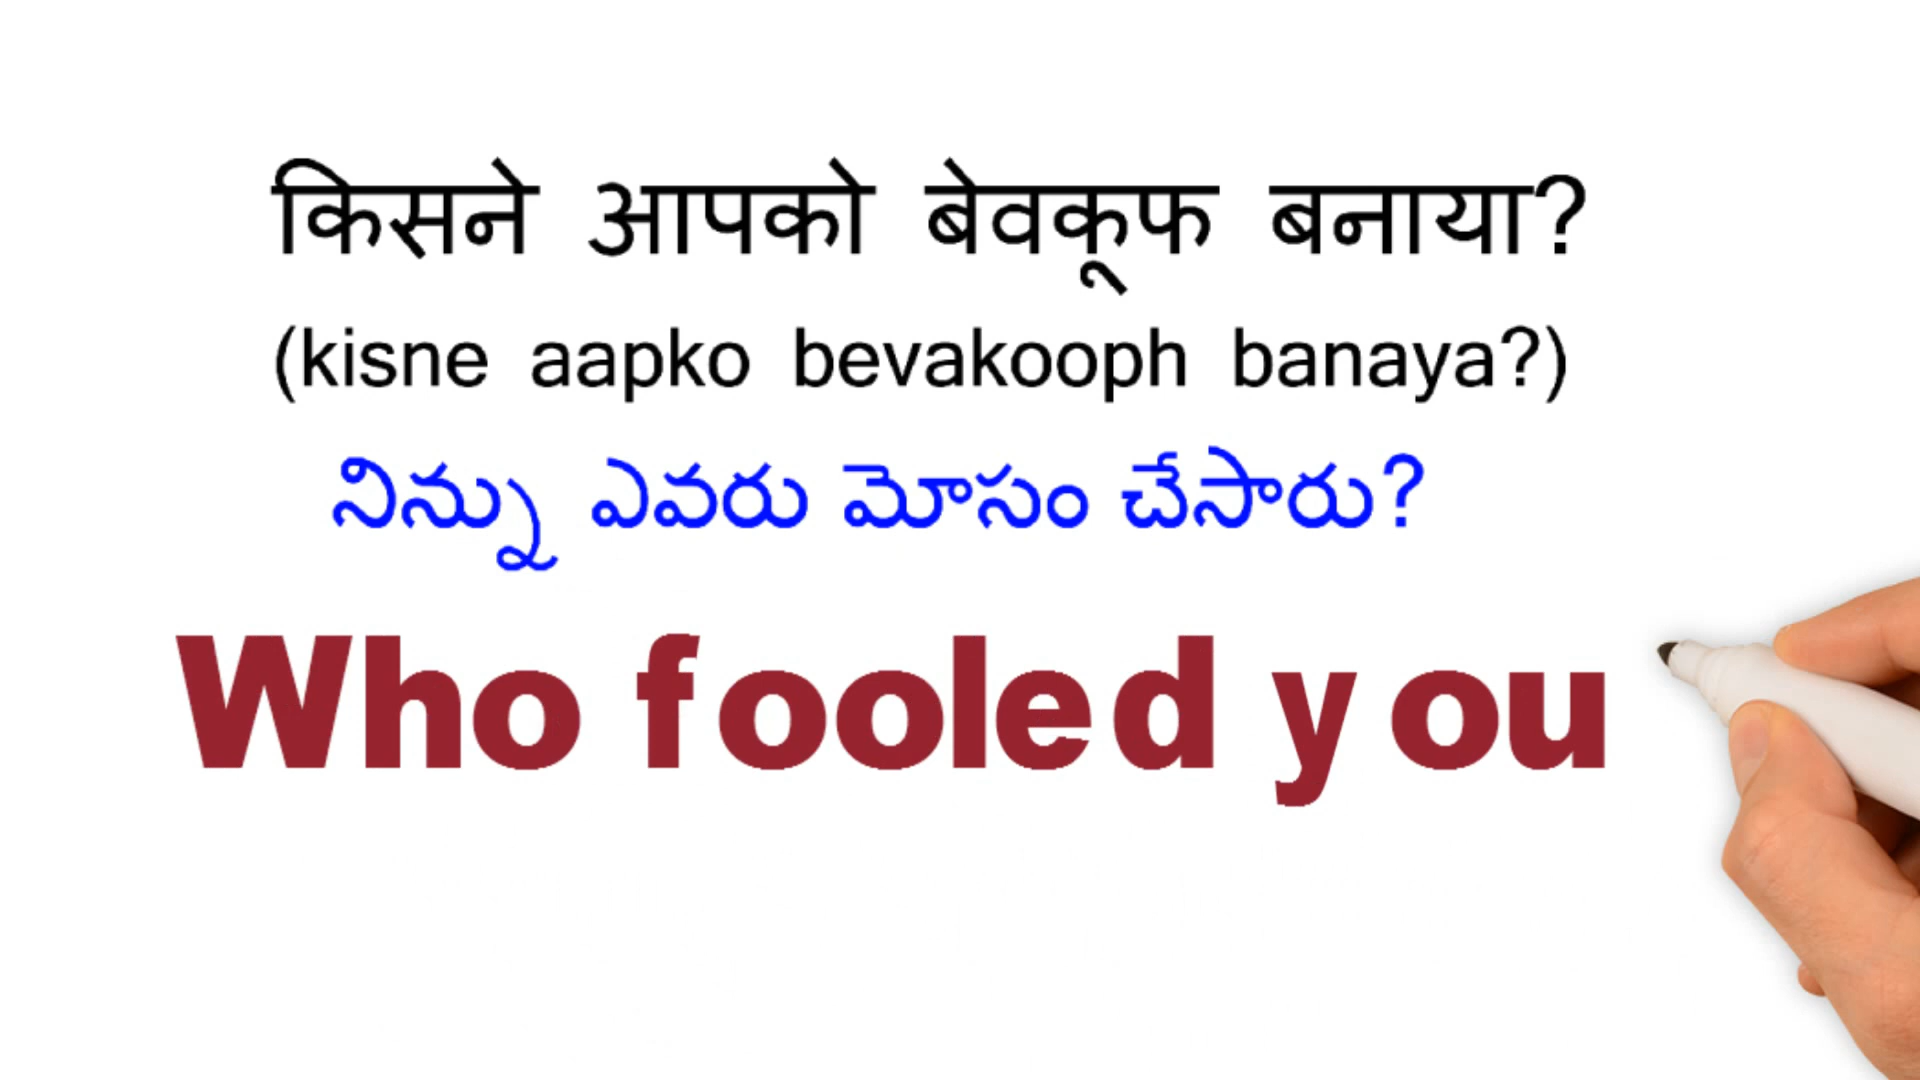 किसने आपको बेवकूफ बनाया?
(kisne aapko bevakooph banaya?)
నిన్ను ఎవరు మోసం చేసారు?
Who fooled you